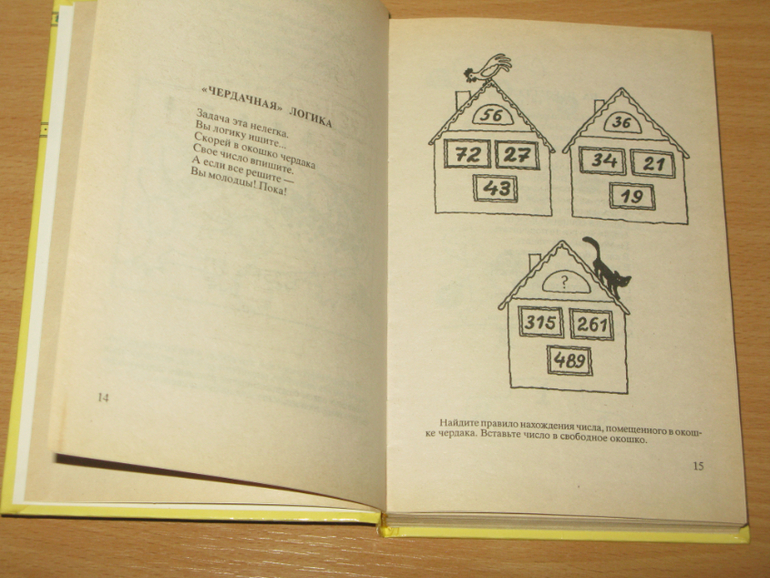 «ЧЕРДАЧНАЯ» ЛОГИКА
Задача эта нелегка.
Вы логику ищите...
Скорей в окошко чердака
Свое число впишите.
А если все решите —
Вы молодцы! Пока!
14
56
72 27
43
36
34 21
19
?
315 261
489
Найдите правило нахождения числа, помещенного в окош-
ке чердака. Вставьте число в свободное окошко.
15